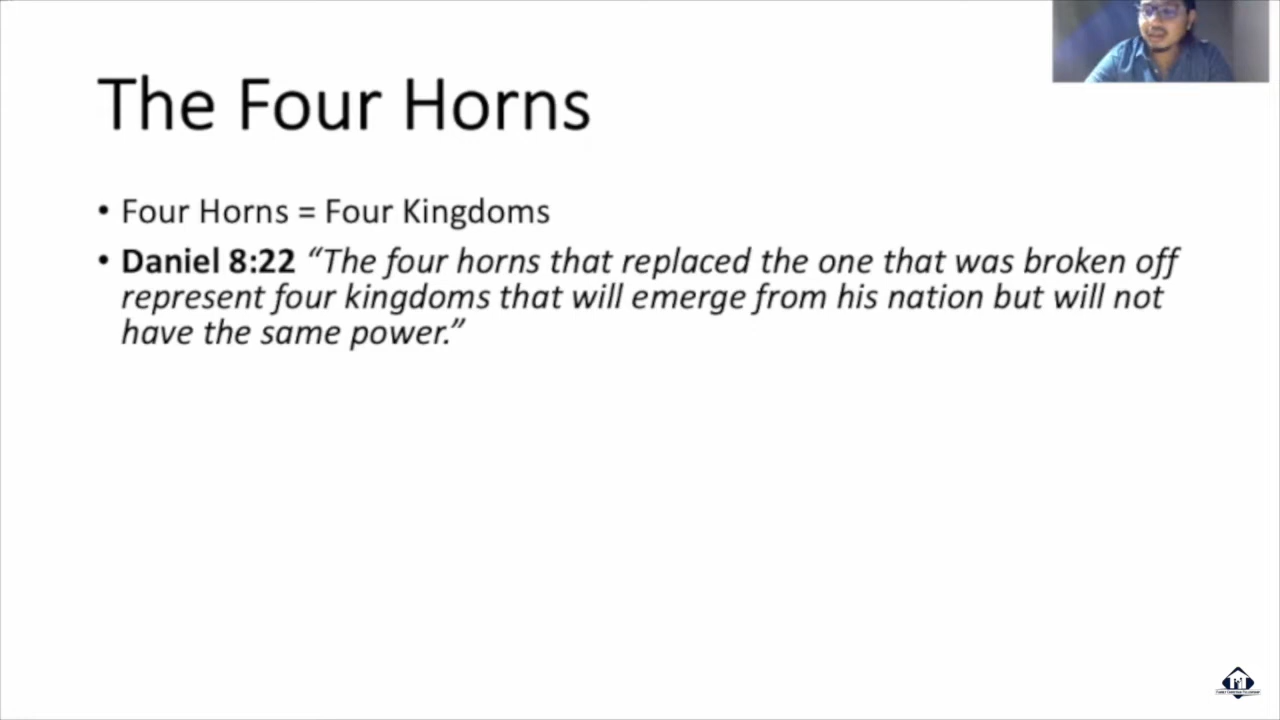 The Four Horns
• Four Horns = Four Kingdoms
• Daniel 8:22 “The four horns that replaced the one that was broken off
represent four kingdoms that will emerge from his nation but will not
have the same power.”